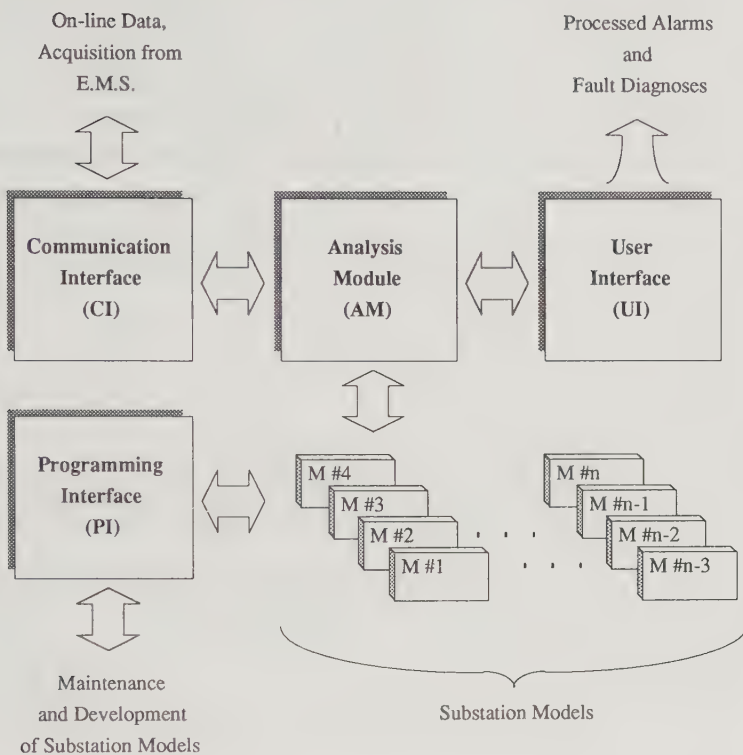 On-line Data,
Acquisition from
E.M.S.
Processed Alarms
and
Fault Diagnoses
Communication
Interface
(CI)
Analysis
Module
(AM)
User
Interface
(UI)
Programming
Interface
(PI)
M #4
M #3
M #2
M #1
M #n
M #n-1
M #n-2
M #n-3
Maintenance
and Development
of Substation Models
Substation Models